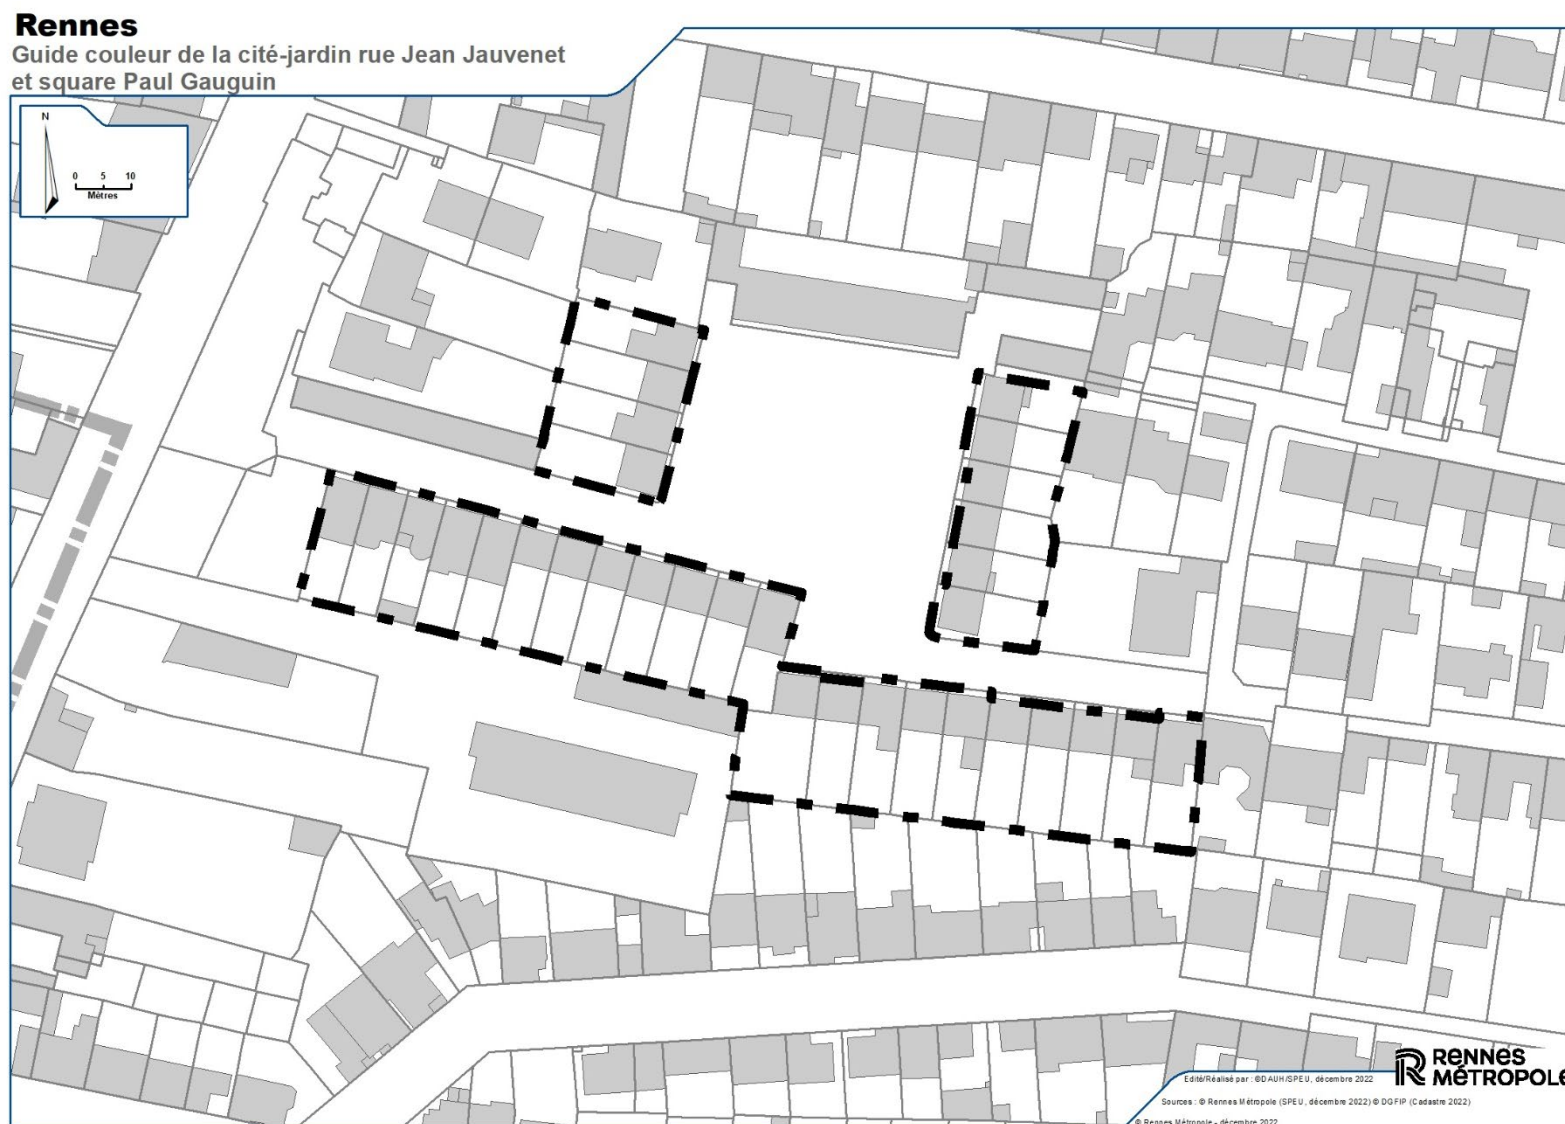 Rennes
Guide couleur de la cité-jardin rue Jean Jauvenet
et square Paul Gauguin
N
0 5 10
Mètres
RENNES
MÉTROPOLE
Edité/Réalisé par : ©DAUH/SPEU, décembre 2022
Sources : © Rennes Métropole (SPEU, décembre 2022) © DGFIP (Cadastre 2022)
© Rennes Métropole - décembre 2022